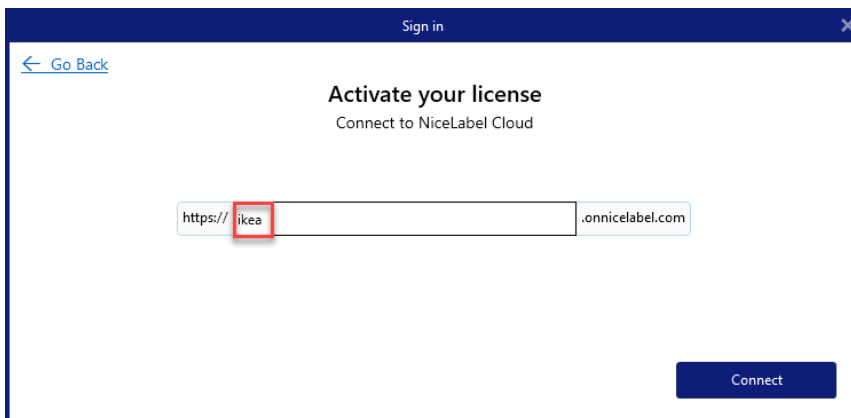 Sign in
← Go Back
Activate your license
Connect to NiceLabel Cloud
https:// ikea .onnicelabel.com
Connect